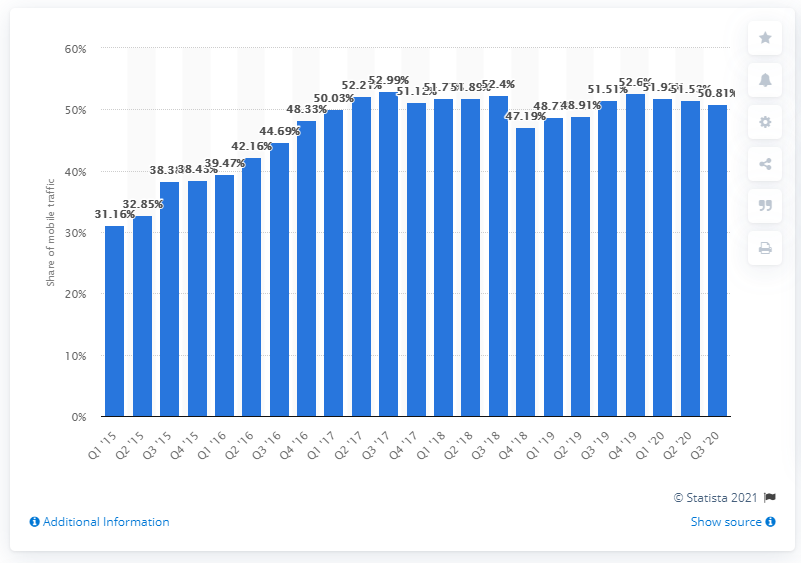 60%
50%
40%
30%
20%
10%
0%
Share of mobile traffic
31.16%
32.85%
38.45%
39.47%
42.16%
44.69%
48.33%
50.03%
52.99%
52.4%
47.19%
48.91%
51.51%
52.6%
50.81%
Q1 '15
Q2 '15
Q3 '15
Q4 '15
Q1 '16
Q2 '16
Q3 '16
Q4 '16
Q1 '17
Q2 '17
Q3 '17
Q4 '17
Q1 '18
Q2 '18
Q3 '18
Q4 '18
Q1 '19
Q2 '19
Q3 '19
Q4 '19
Q1 '20
Q2 '20
Q3 '20
© Statista 2021
Additional Information
Show source